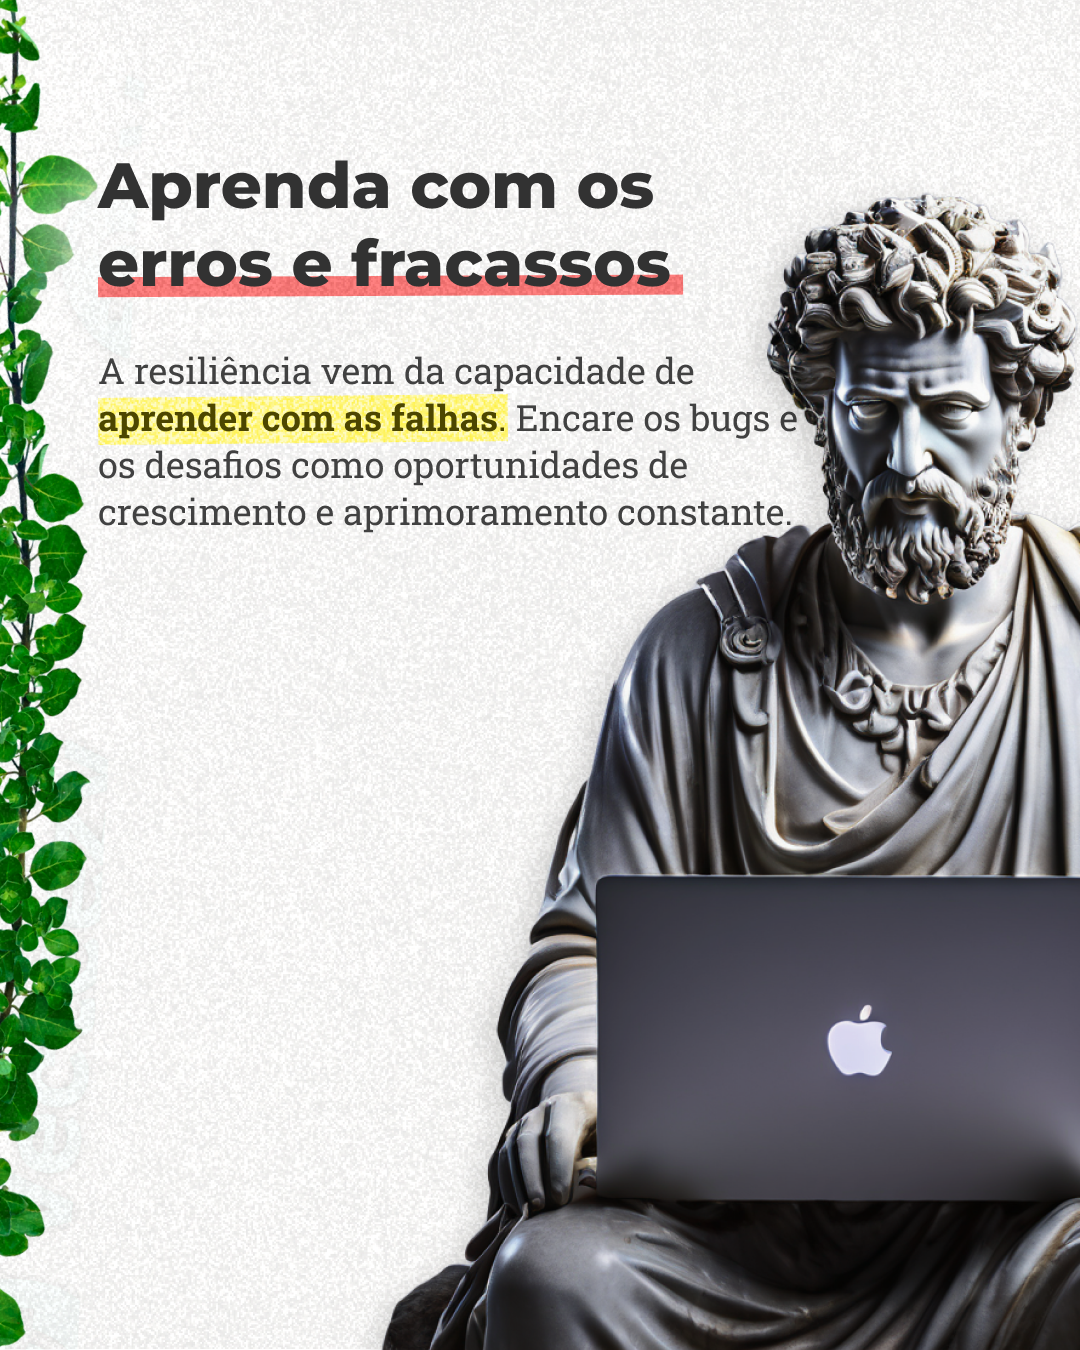 Aprenda com os
erros e fracassos
A resiliência vem da capacidade de
aprender com as falhas. Encare os bugs e
os desafios como oportunidades de
crescimento e aprimoramento constante.